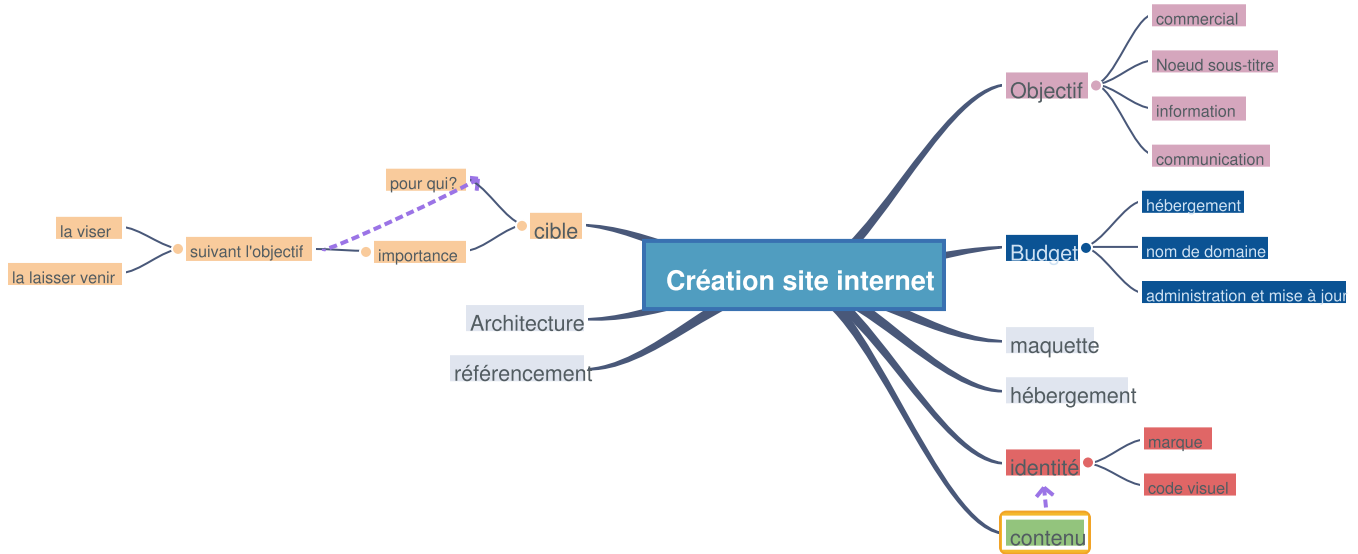 Création site internet
Objectif
commercial
Noeud sous-titre
information
communication
Budget
hébergement
nom de domaine
administration et mise à jour
maquette
hébergement
identité
marque
code visuel
contenu
cible
pour qui?
importance
suivant l'objectif
la viser
la laisser venir
Architecture
référencement